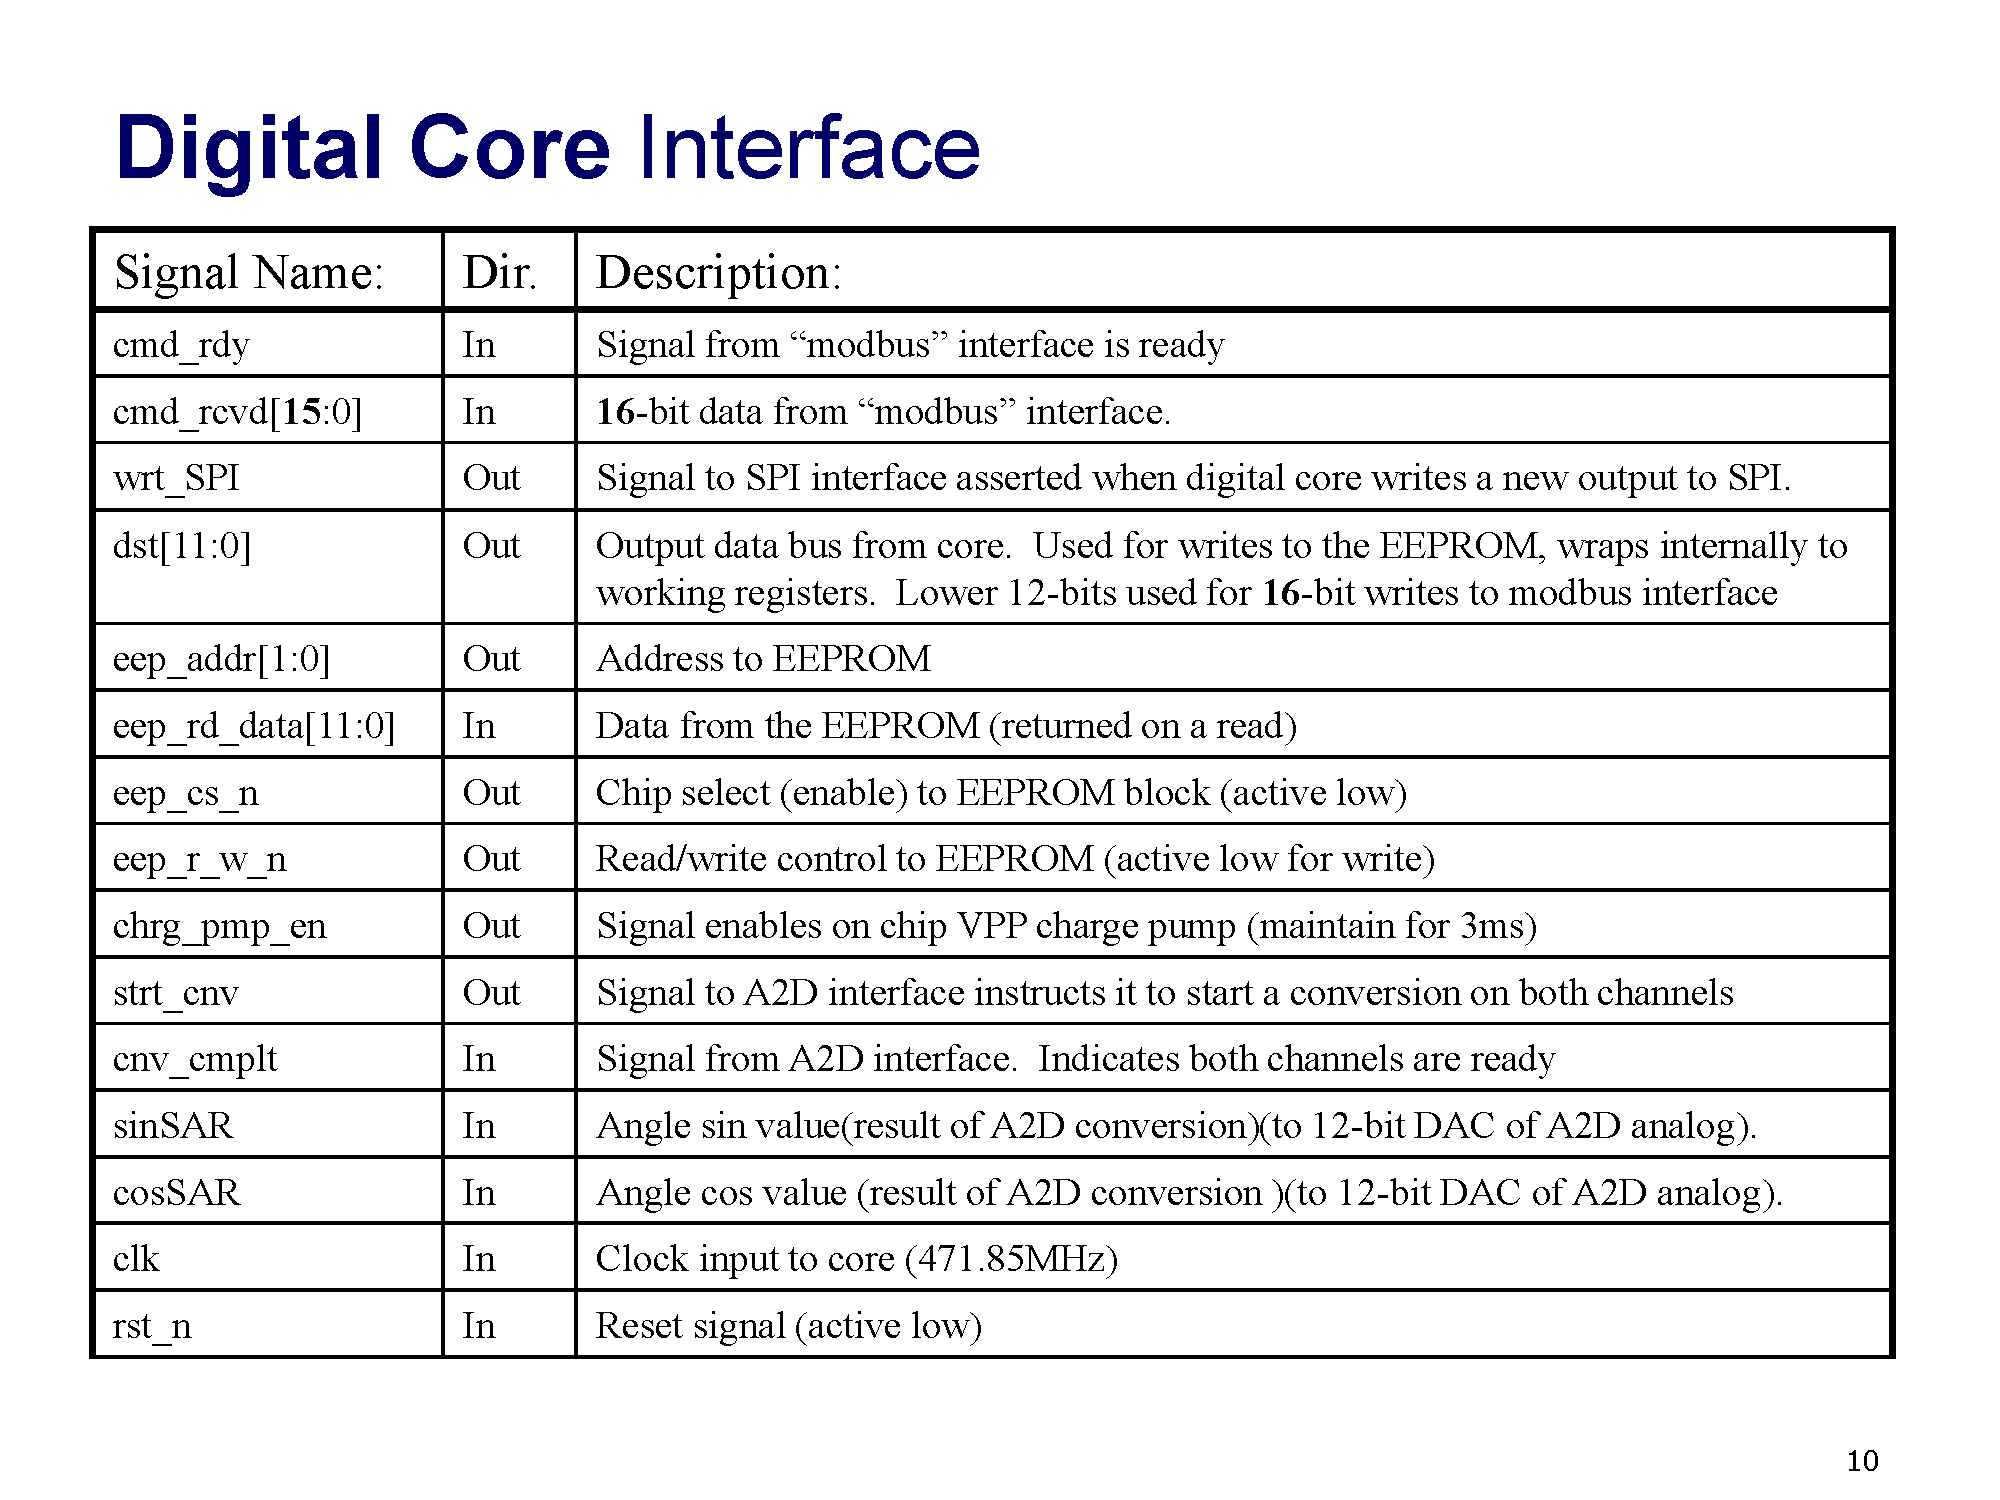 Digital Core Interface
Signal Name: Dir. Description:
cmd_rdy In Signal from “modbus” interface is ready
cmd_rcvd[15:0] In 16-bit data from “modbus” interface.
wrt_SPI Out Signal to SPI interface asserted when digital core writes a new output to SPI.
dst[11:0] Out Output data bus from core. Used for writes to the EEPROM, wraps internally to
working registers. Lower 12-bits used for 16-bit writes to modbus interface
eep_addr[1:0] Out Address to EEPROM
eep_rd_data[11:0] In Data from the EEPROM (returned on a read)
eep_cs_n Out Chip select (enable) to EEPROM block (active low)
eep_r_w_n Out Read/write control to EEPROM (active low for write)
chrg_pmp_en Out Signal enables on chip VPP charge pump (maintain for 3ms)
strt_cnv Out Signal to A2D interface instructs it to start a conversion on both channels
cnv_cmplt In Signal from A2D interface. Indicates both channels are ready
sinSAR In Angle sin value(result of A2D conversion)(to 12-bit DAC of A2D analog).
cosSAR In Angle cos value (result of A2D conversion )(to 12-bit DAC of A2D analog).
clk In Clock input to core (471.85MHz)
rst_n In Reset signal (active low)
10